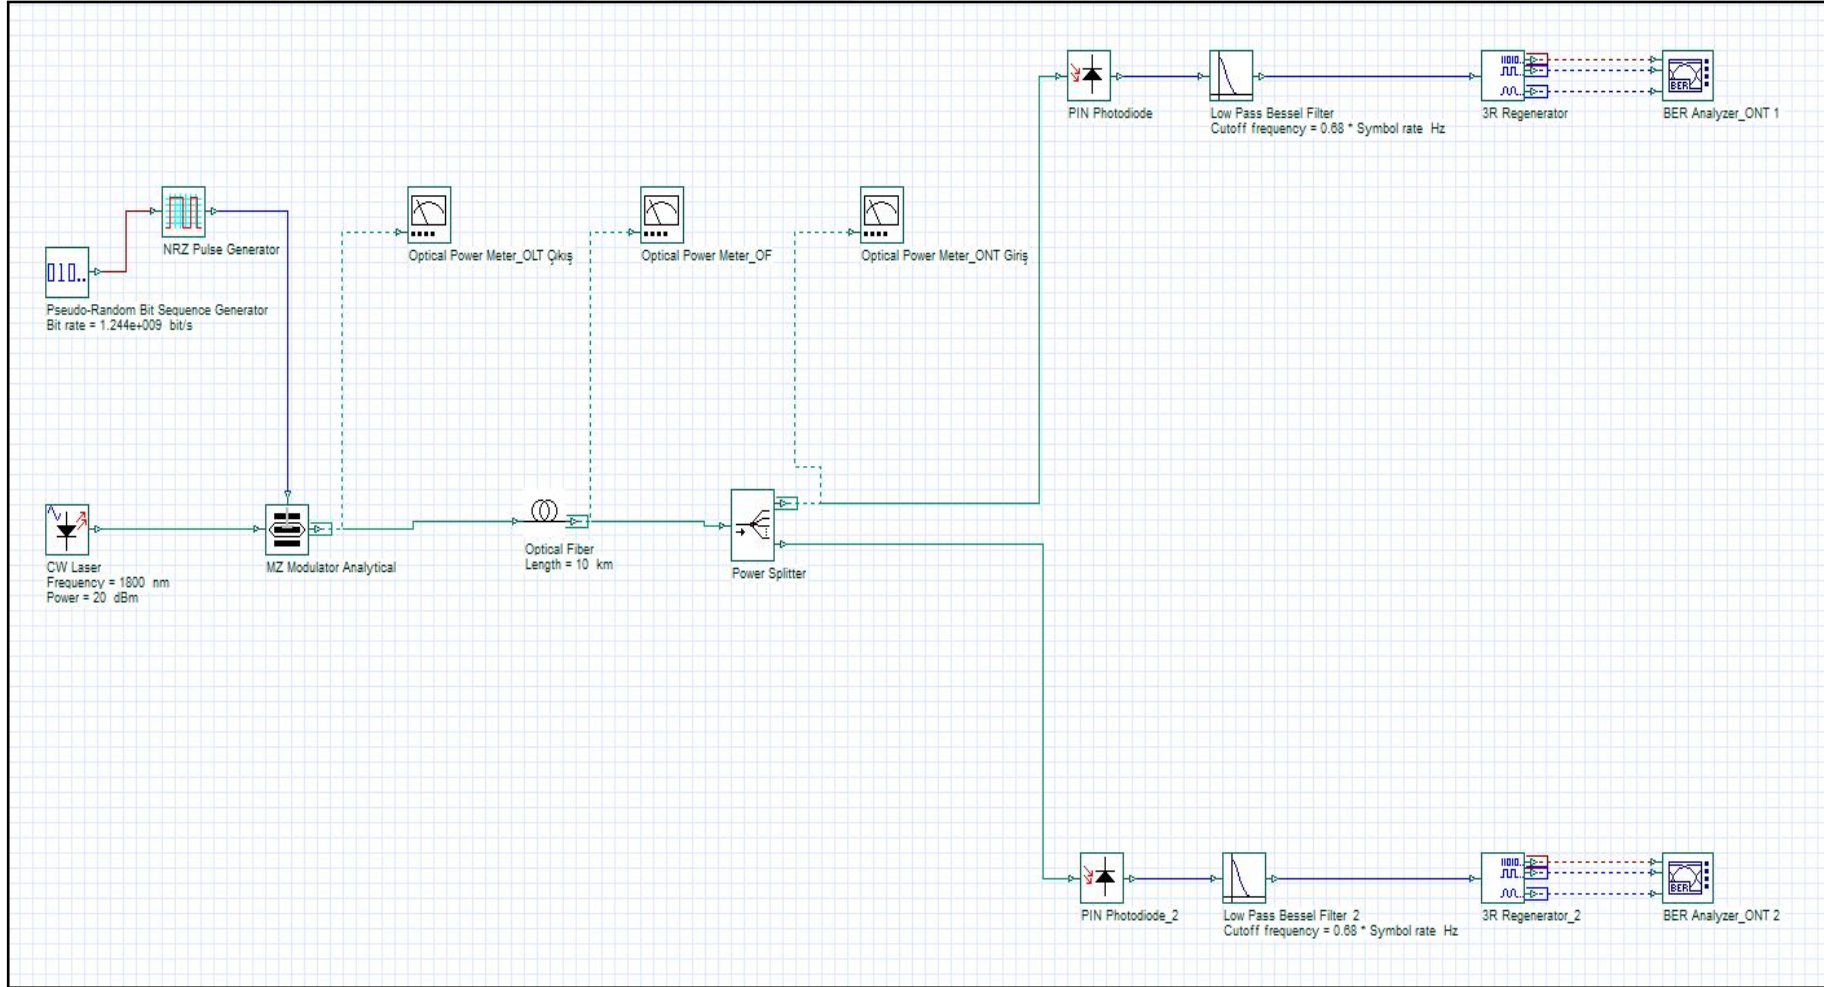 PIN Photodiode
Low Pass Bessel Filter
Cutoff frequency = 0.68 * Symbol rate  Hz
3R Regenerator
BER
BER Analyzer_ONT 1
NRZ Pulse Generator
Optical Power Meter_OLT Çıkış
Optical Power Meter_OF
Optical Power Meter_ONT Giriş
010..
Pseudo-Random Bit Sequence Generator
Bit rate = 1.244e+009  bit/s
CW Laser
Frequency = 1800  nm
Power = 20  dBm
MZ Modulator Analytical
Optical Fiber
Length = 10  km
Power Splitter
PIN Photodiode_2
Low Pass Bessel Filter_2
Cutoff frequency = 0.68 * Symbol rate  Hz
3R Regenerator_2
BER
BER Analyzer_ONT 2